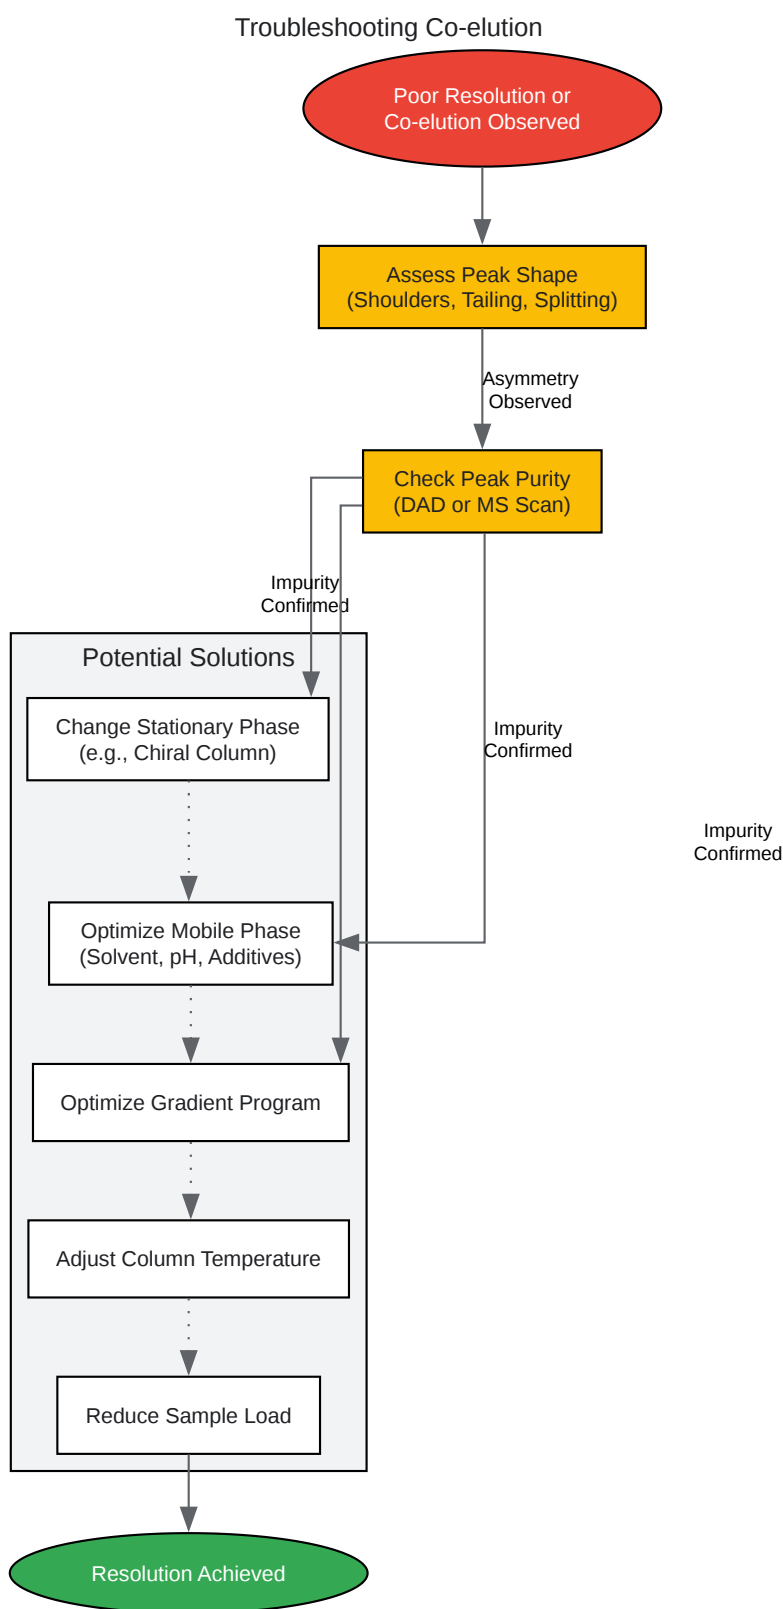 Troubleshooting Co-elution
Poor Resolution or
Co-elution Observed
Assess Peak Shape
(Shoulders, Tailing, Splitting)
Asymmetry
Observed
Check Peak Purity
(DAD or MS Scan)
Impurity
Confirmed
Potential Solutions
Change Stationary Phase
(e.g., Chiral Column)
Impurity
Confirmed
Impurity
Confirmed
Optimize Mobile Phase
(Solvent, pH, Additives)
Optimize Gradient Program
Adjust Column Temperature
Reduce Sample Load
Resolution Achieved